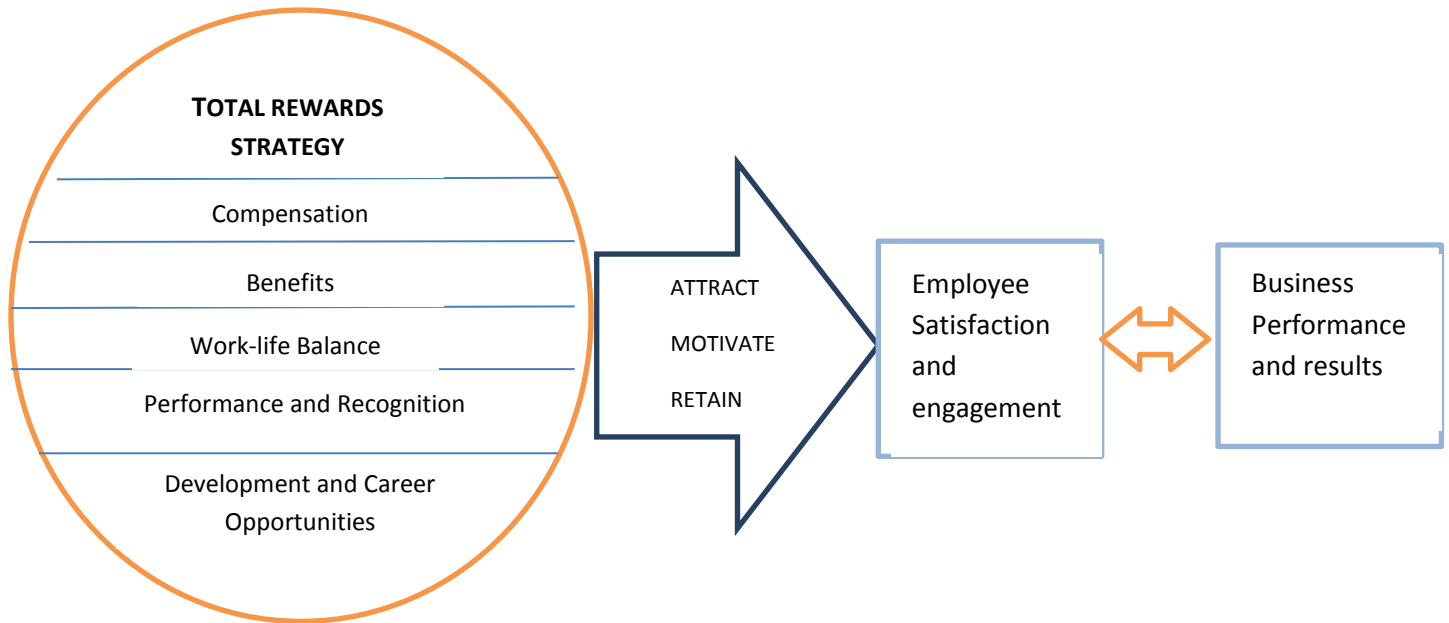 TOTAL REWARDS
STRATEGY
Compensation
Benefits
Work-life Balance
Performance and Recognition
Development and Career
Opportunities
ATTRACT
MOTIVATE
RETAIN
Employee
Satisfaction
and
engagement
Business
Performance
and results